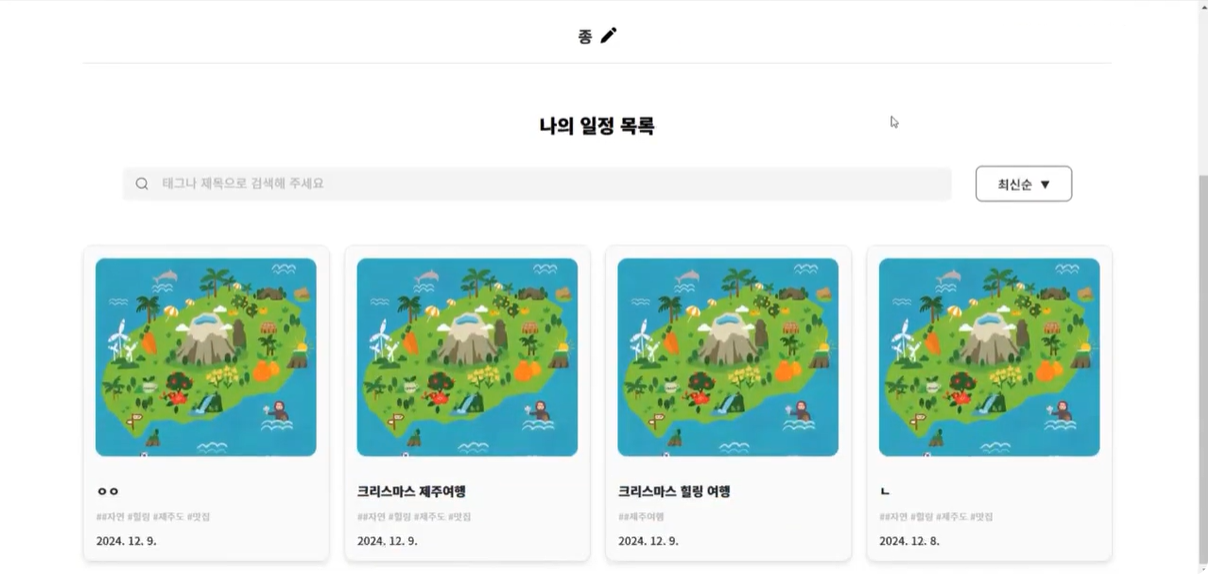 종
나의 일정 목록
태그나 제목으로 검색해 주세요
최신순 ▼
ㅇㅇ
##자연 #힐링 #제주도 #맛집
2024. 12. 9.
크리스마스 제주여행
##자연 #힐링 #제주도 #맛집
2024. 12. 9.
크리스마스 힐링 여행
##제주여행
2024. 12. 9.
ㄴ
##자연 #힐링 #제주도 #맛집
2024. 12. 8.